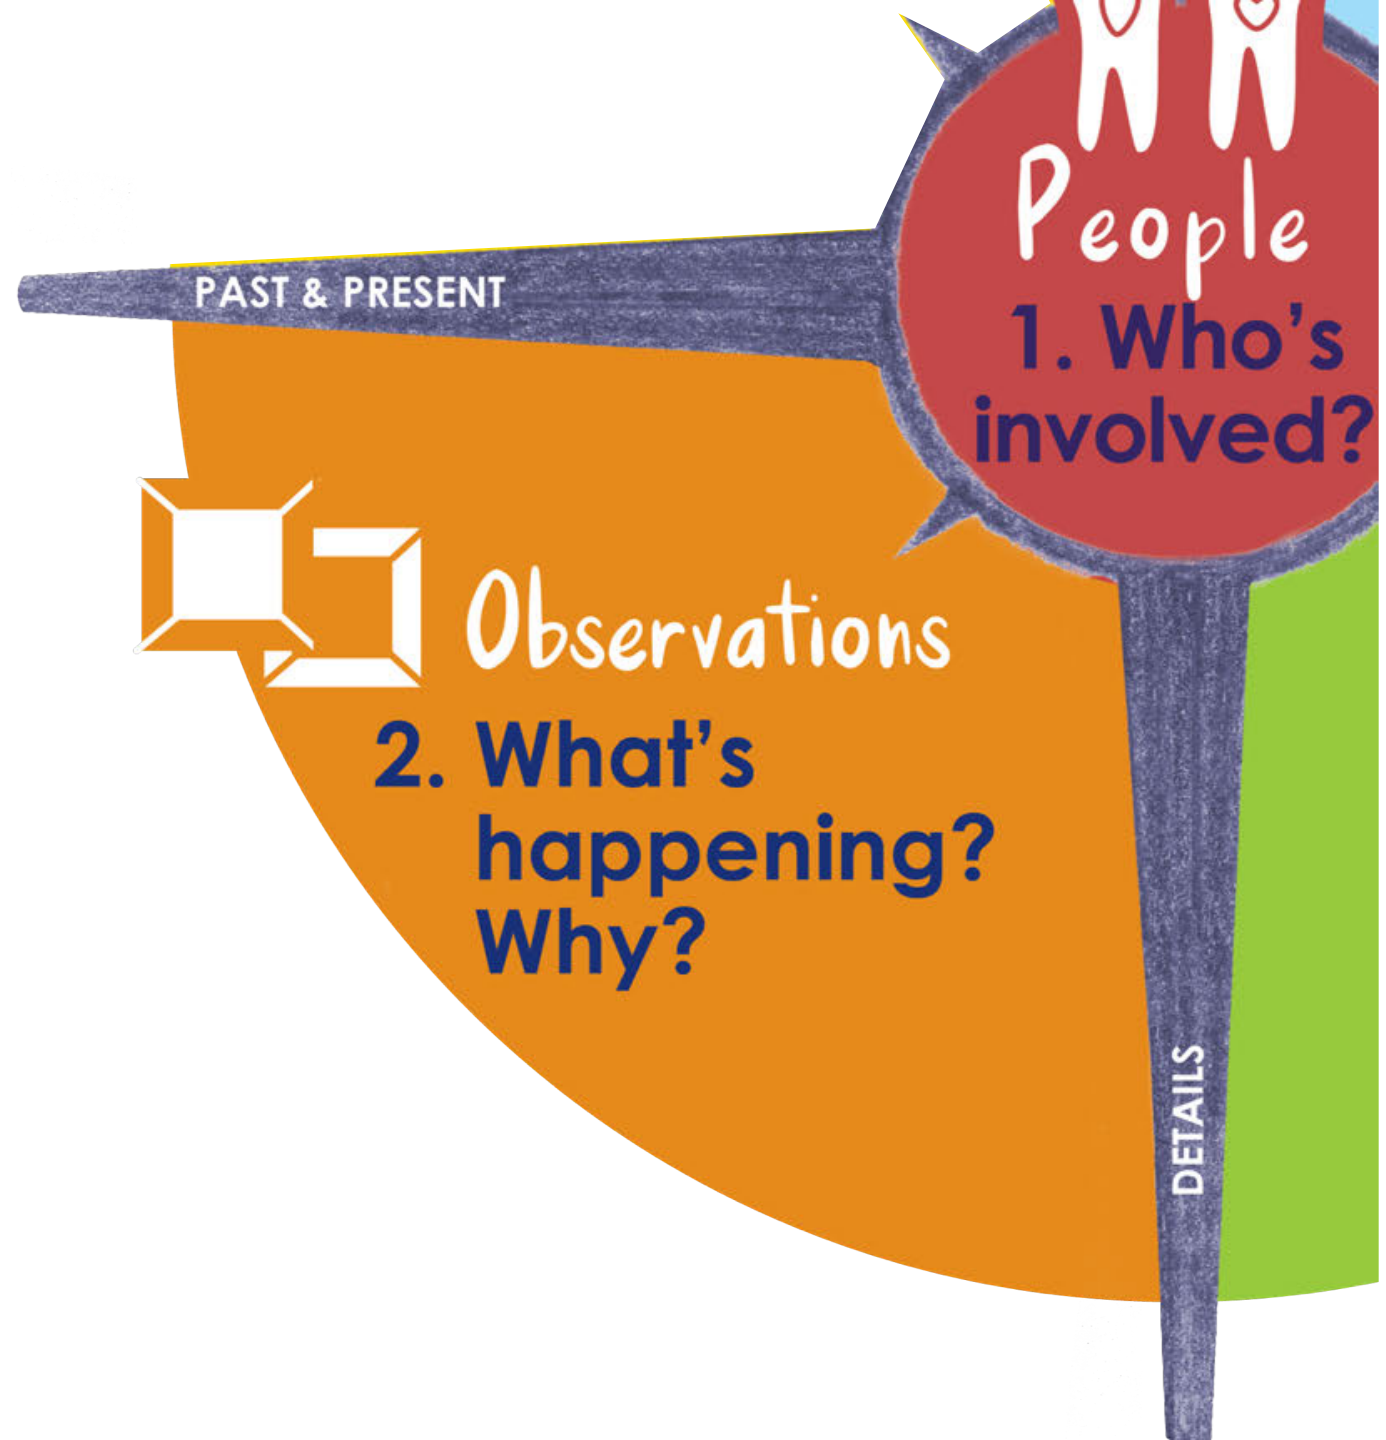 People
1. Who's
involved?
PAST & PRESENT
Observations
2. What's
happening?
Why?
DETAILS